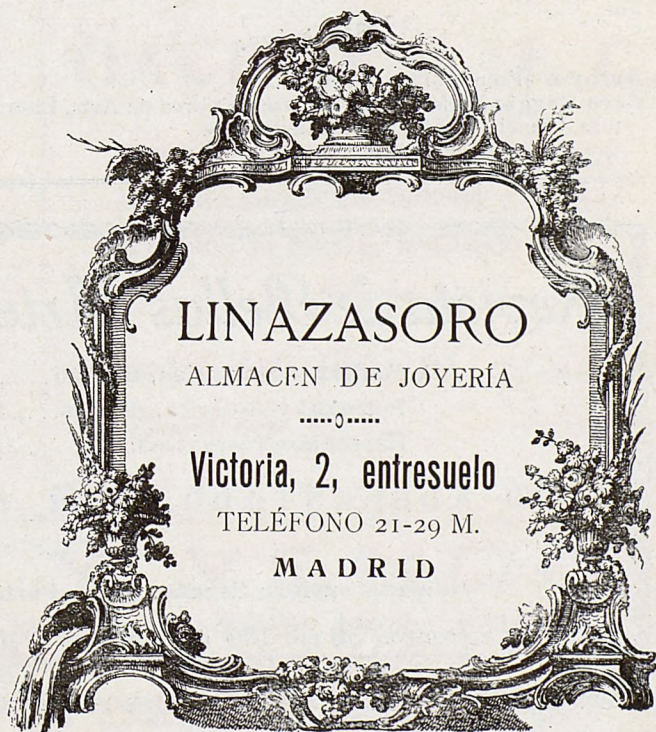 LINAZASORO
ALMACEN DE JOYERÍA
Victoria, 2, entresuelo
TELÉFONO 21-29 M.
MADRID